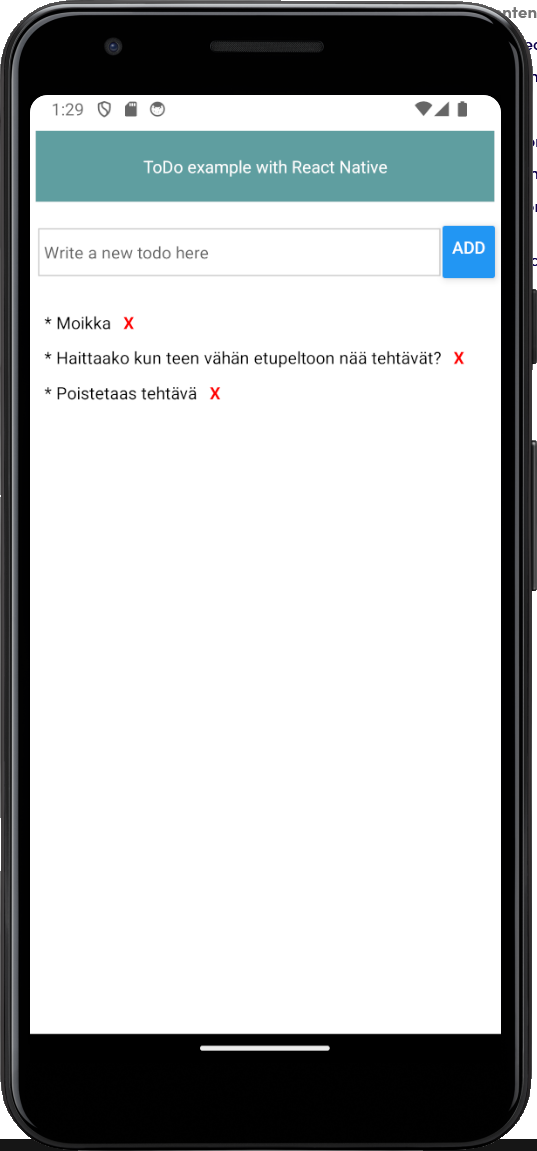 1:29
ToDo example with React Native
Write a new todo here
ADD
* Moikka X
* Haittaako kun teen vähän etupeltoon nää tehtävät? X
* Poistetaas tehtävä X